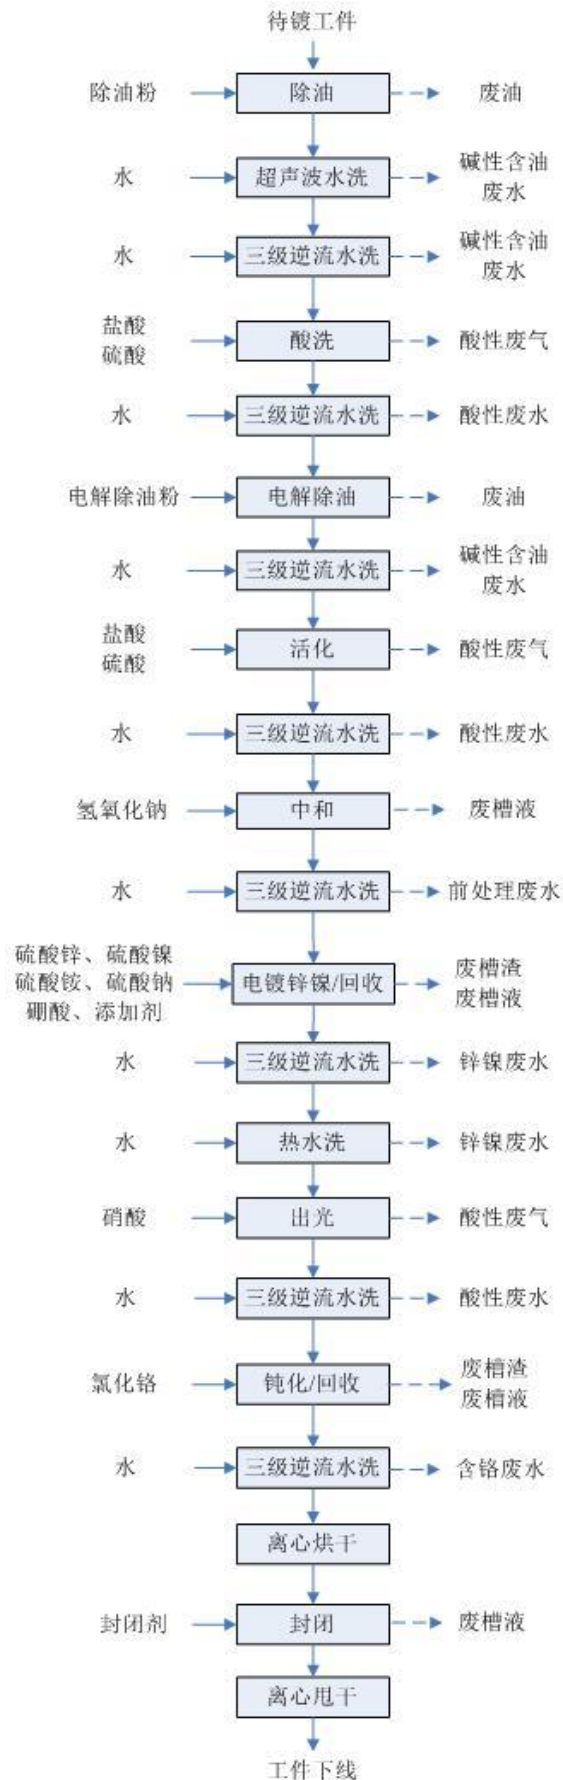 待镀工件
除油粉
除油
废油
水
超声波水洗
碱性含油
废水
水
三级逆流水洗
碱性含油
废水
盐酸
硫酸
酸洗
酸性废气
水
三级逆流水洗
酸性废水
电解除油粉
电解除油
废油
水
三级逆流水洗
碱性含油
废水
盐酸
硫酸
活化
酸性废气
水
三级逆流水洗
酸性废水
氢氧化钠
中和
废槽液
水
三级逆流水洗
前处理废水
硫酸锌、硫酸镍
硫酸铵、硫酸钠
硼酸、添加剂
电镀锌镍/回收
废槽渣
废槽液
水
三级逆流水洗
锌镍废水
水
热水洗
锌镍废水
硝酸
出光
酸性废气
水
三级逆流水洗
酸性废水
氯化铬
钝化/回收
废槽渣
废槽液
水
三级逆流水洗
含铬废水
离心烘干
封闭剂
封闭
废槽液
离心甩干
工件下线